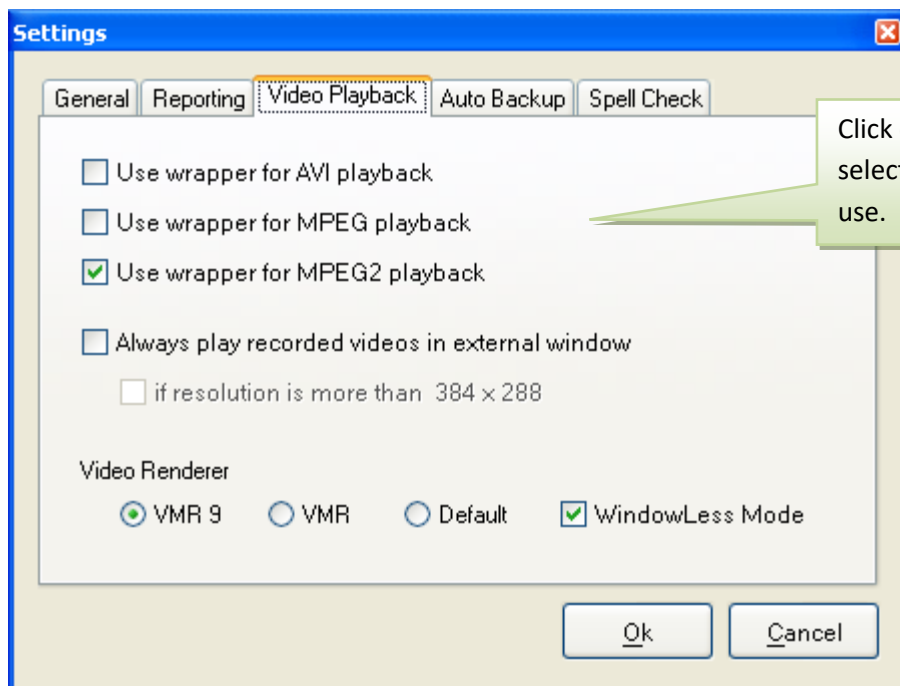 Settings
General Reporting Video Playback Auto Backup Spell Check
Click
select
use.
Use wrapper for AVI playback
Use wrapper for MPEG playback
Use wrapper for MPEG2 playback
Always play recorded videos in external window
if resolution is more than 384 x 288
Video Renderer
VMR 9 VMR Default WindowLess Mode
Ok Cancel